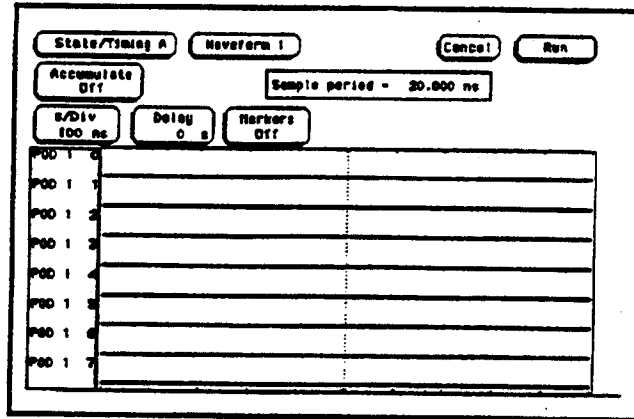 State/Timing A Waveform 1 Cancel Run
Accumulate
Off
Sample period = 20.000 ns
s/Div
100 ns
Delay
0 s
Markers
Off
POD 1 0
POD 1 1
POD 1 2
POD 1 3
POD 1 4
POD 1 5
POD 1 6
POD 1 7